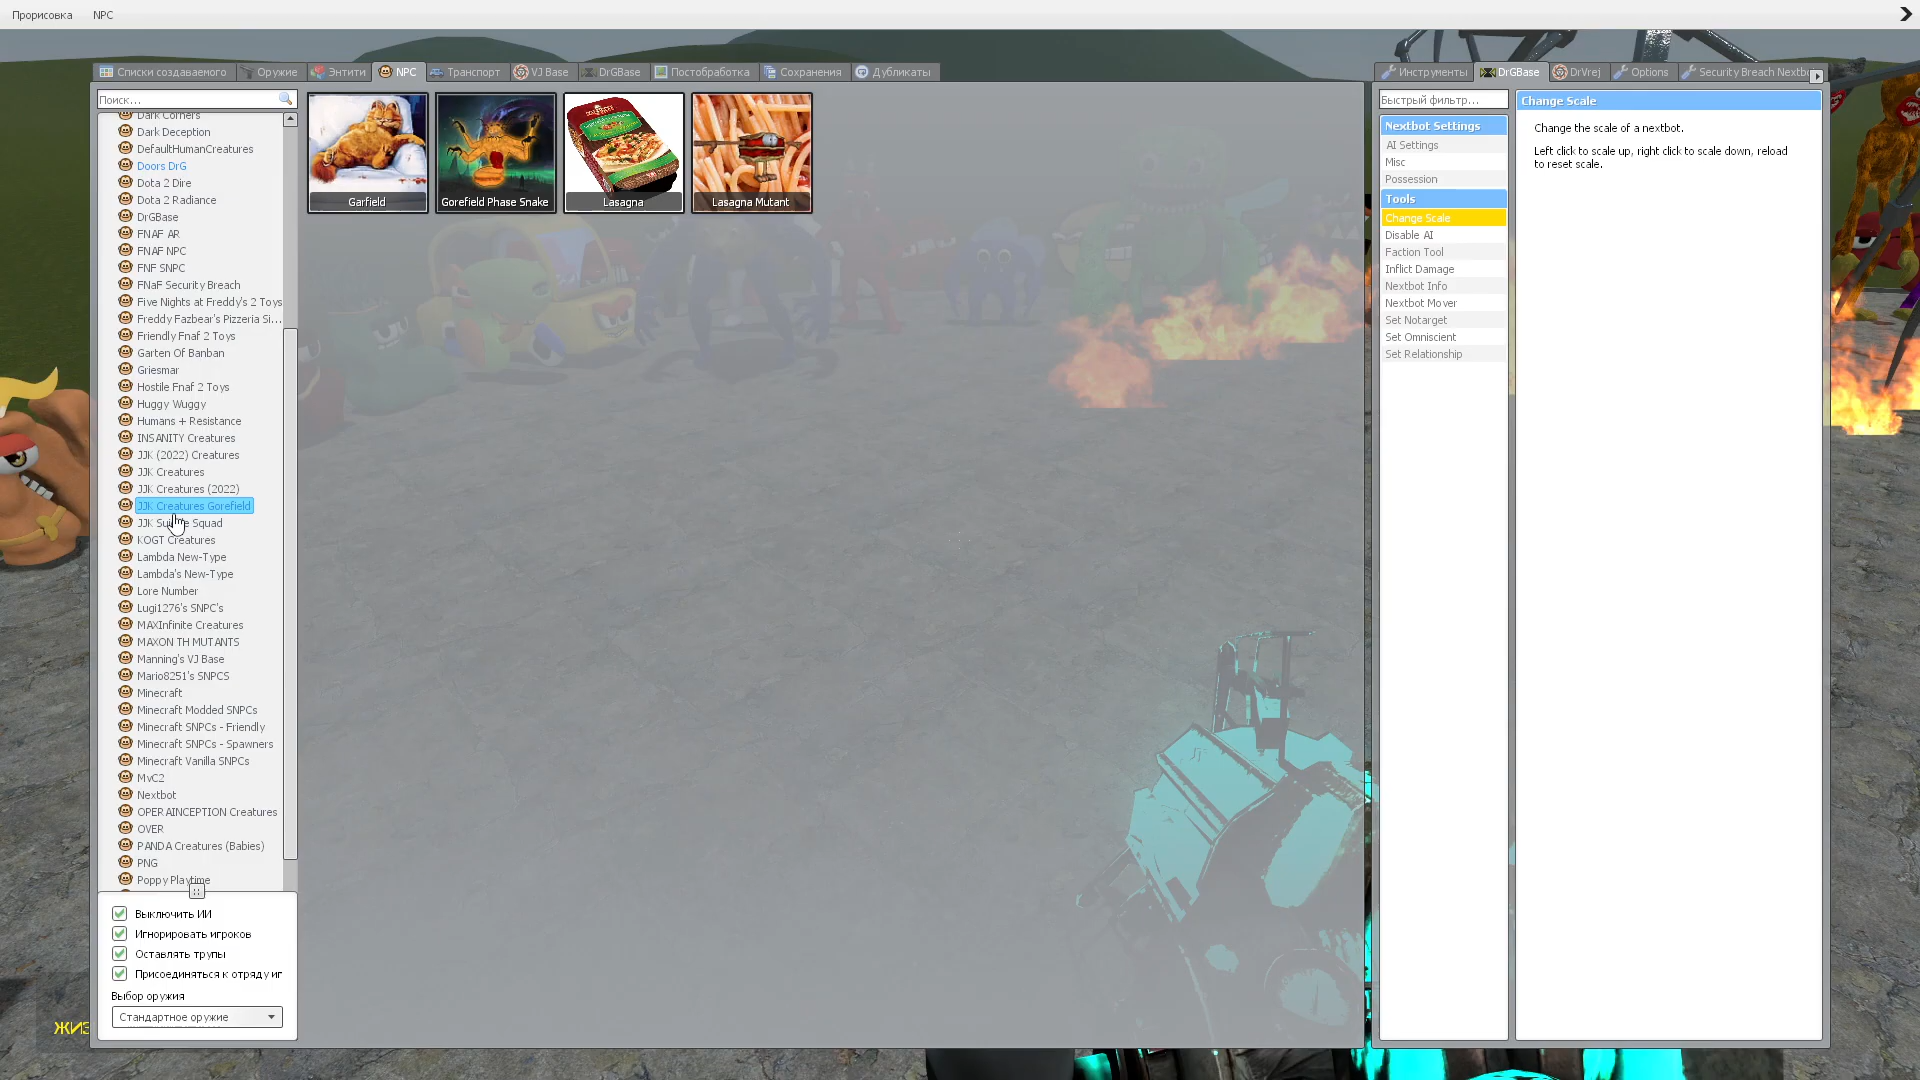 Прорисовка NPC
Списки создаваемого Оружие Энтити NPC Транспорт VJ Base DrGBase Постобработка Сохранения Дубликаты
Инструменты DrGBase DrVrej Options Security Breach Nextbo
Поиск...
Dark Corners
Dark Deception
DefaultHumanCreatures
Doors DrG
Dota 2 Dire
Dota 2 Radiance
DrGBase
FNAF AR
FNAF NPC
FNF SNPC
FNaF Security Breach
Five Nights at Freddy's 2 Toys
Freddy Fazbear's Pizzeria Si...
Friendly Fnaf 2 Toys
Garten Of Banban
Griesmar
Hostile Fnaf 2 Toys
Huggy Wuggy
Humans + Resistance
INSANITY Creatures
JJK (2022) Creatures
JJK Creatures
JJK Creatures (2022)
JJK Creatures Gorefield
JJK Squad
KOGT Creatures
Lambda New-Type
Lambda's New-Type
Lore Number
Lugi1276's SNPC's
MAXInfinite Creatures
MAXON TH MUTANTS
Manning's VJ Base
Mario8251's SNPCS
Minecraft
Minecraft Modded SNPCs
Minecraft SNPCs - Friendly
Minecraft SNPCs - Spawners
Minecraft Vanilla SNPCs
MvC2
Nextbot
OPERAINCEPTION Creatures
OVER
PANDA Creatures (Babies)
PNG
Poppy Playtime
Выключить ИИ
Игнорировать игроков
Оставлять трупы
Присоединяться к отряду иг
Выбор оружия
Стандартное оружие
ЖИЗ
Garfield
Gorefield Phase Snake
Lasagna
Lasagna Mutant
Быстрый фильтр...
Nextbot Settings
AI Settings
Misc
Possession
Tools
Change Scale
Disable AI
Faction Tool
Inflict Damage
Nextbot Info
Nextbot Mover
Set Notarget
Set Omniscient
Set Relationship
Change Scale
Change the scale of a nextbot.
Left click to scale up, right click to scale down, reload
to reset scale.